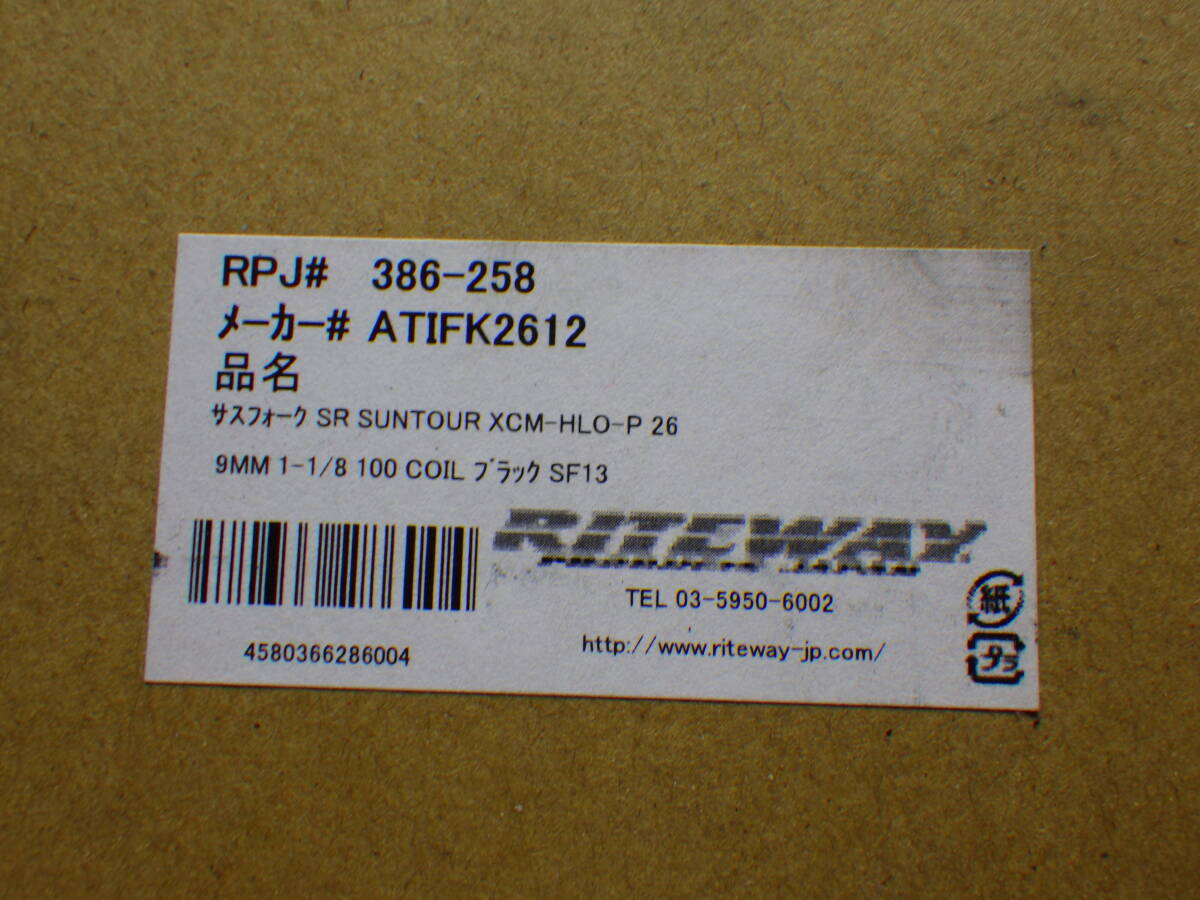 RPJ# 386-258
ﾒｰｶｰ# ATIFK2612
品名
ｻｽﾌｫｰｸ SR SUNTOUR XCM-HLO-P 26
9MM 1-1/8 100 COIL ﾌﾞﾗｯｸ SF13
RITEWAY
TEL 03-5950-6002
4580366286004
http://www.riteway-jp.com/
紙
プラ